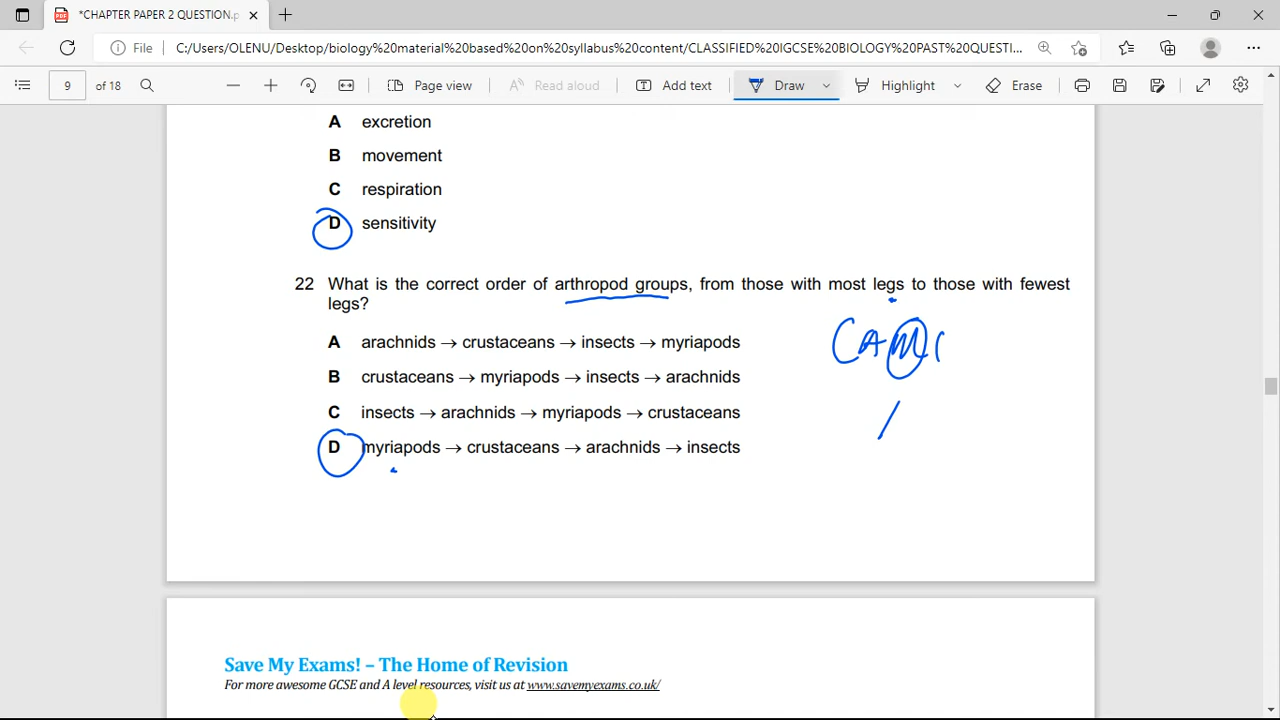 *CHAPTER PAPER 2 QUESTION.p
File C:/Users/OLENU/Desktop/biology%20material%20based%20on%20syllabus%20content/CLASSIFIED%20IGCSE%20BIOLOGY%20PAST%20QUESTI...
9 of 18 Page view Read aloud Add text Draw Highlight Erase
A excretion
B movement
C respiration
D sensitivity
22 What is the correct order of arthropod groups, from those with most legs to those with fewest
legs?
A arachnids → crustaceans → insects → myriapods
B crustaceans → myriapods → insects → arachnids
C insects → arachnids → myriapods → crustaceans
D myriapods → crustaceans → arachnids → insects
CAMI
Save My Exams! – The Home of Revision
For more awesome GCSE and A level resources, visit us at www.savemyexams.co.uk/